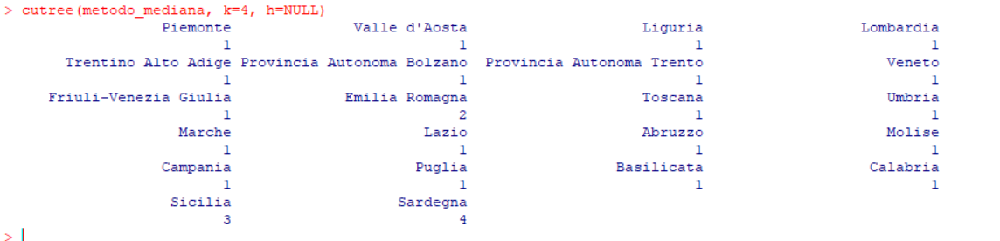 > cutree(metodo_mediana, k=4, h=NULL)
Piemonte Valle d'Aosta Liguria Lombardia
1 1 1 1
Trentino Alto Adige Provincia Autonoma Bolzano Provincia Autonoma Trento Veneto
1 1 1 1
Friuli-Venezia Giulia Emilia Romagna Toscana Umbria
1 2 1 1
Marche Lazio Abruzzo Molise
1 1 1 1
Campania Puglia Basilicata Calabria
1 1 1 1
Sicilia Sardegna
3 4
> |